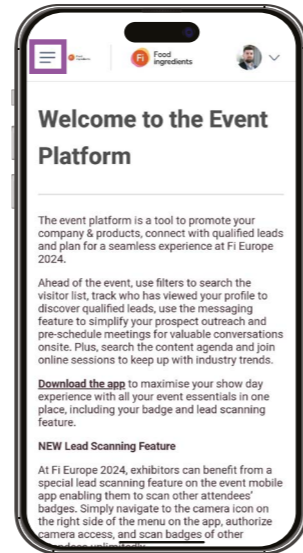 Food
ingredients
Fi
Food
ingredients
Welcome to the Event
Platform
The event platform is a tool to promote your
company & products, connect with qualified leads
and plan for a seamless experience at Fi Europe
2024.
Ahead of the event, use filters to search the
visitor list, track who has viewed your profile to
discover qualified leads, use the messaging
feature to simplify your prospect outreach and
pre-schedule meetings for valuable conversations
onsite. Plus, search the content agenda and join
online sessions to keep up with industry trends.
Download the app to maximise your show day
experience with all your event essentials in one
place, including your badge and lead scanning
feature.
NEW Lead Scanning Feature
At Fi Europe 2024, exhibitors can benefit from a
special lead scanning feature on the event mobile
app enabling them to scan other attendees'
badges. Simply navigate to the camera icon on
the right side of the menu on the app, authorize
camera access, and scan badges of other
attendees unlimitedly.